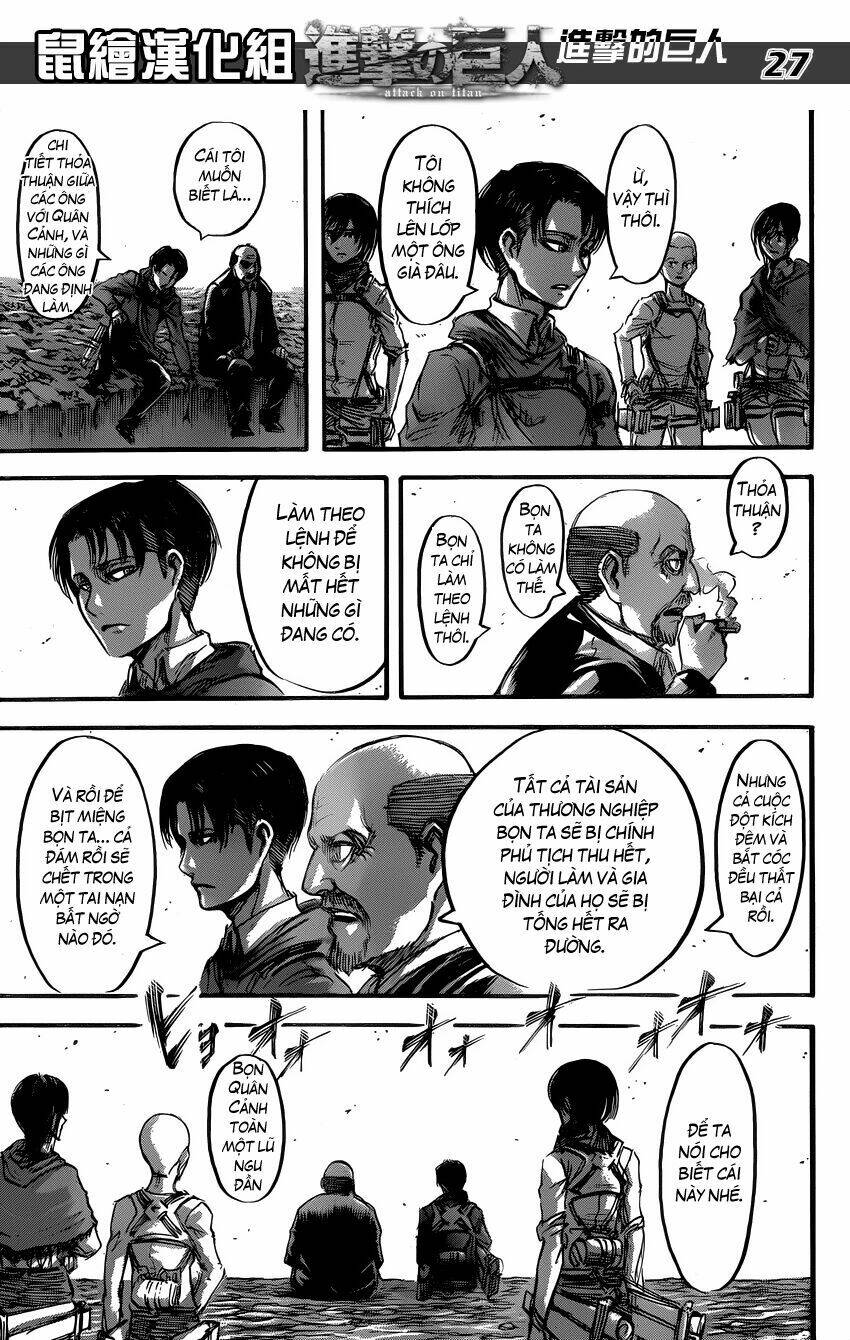 鼠繪漢化組
進撃の巨人
attack on titan
進擊的巨人
27
Ừ,
VẬY THÌ
THÔI.
TÔI
KHÔNG
THÍCH
LÊN LỚP
MỘT ÔNG
GIÀ ĐÂU.
CÁI TÔI
MUỐN
BIẾT LÀ...
CHI
TIẾT THỎA
THUẬN GIỮA
CÁC ÔNG
VỚI QUÂN
CẢNH, VÀ
NHỮNG GÌ
CÁC ÔNG
ĐANG ĐỊNH
LÀM.
THỎA
THUẬN
?
BỌN
TA
KHÔNG
CÓ LÀM
THẾ.
BỌN
TA CHỈ
LÀM
THEO
LỆNH
THÔI.
LÀM THEO
LỆNH ĐỂ
KHÔNG BỊ
MẤT HẾT
NHỮNG GÌ
ĐANG CÓ.
NHƯNG
CẢ CUỘC
ĐỘT KÍCH
ĐÊM VÀ
BẮT CÓC
ĐỀU THẤT
BẠI CẢ
RỒI.
TẤT CẢ TÀI SẢN
CỦA THƯƠNG NGHIỆP
BỌN TA SẼ BỊ CHÍNH
PHỦ TỊCH THU HẾT,
NGƯỜI LÀM VÀ GIA
ĐÌNH CỦA HỌ SẼ BỊ
TỐNG HẾT RA
ĐƯỜNG.
VÀ RỒI ĐỂ
BỊT MIỆNG
BỌN TA... CẢ
ĐÁM RỒI SẼ
CHẾT TRONG
MỘT TAI NẠN
BẤT NGỜ
NÀO ĐÓ.
ヒョオオオオオ
ĐỂ TA
NÓI CHO
BIẾT CÁI
NÀY NHÉ.
BỌN
QUÂN
CẢNH
TOÀN
MỘT LŨ
NGU
ĐẦN